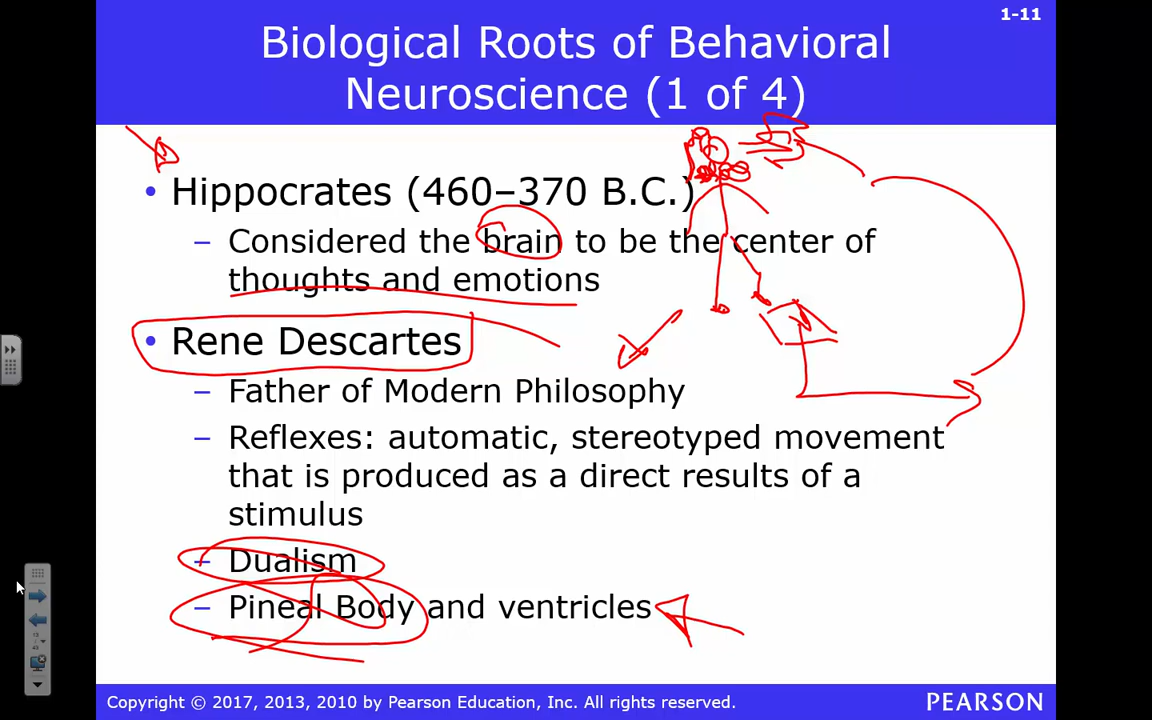 1-11
Biological Roots of Behavioral
Neuroscience (1 of 4)
• Hippocrates (460–370 B.C.)
– Considered the brain to be the center of
thoughts and emotions
• Rene Descartes
– Father of Modern Philosophy
– Reflexes: automatic, stereotyped movement
that is produced as a direct results of a
stimulus
– Dualism
– Pineal Body and ventricles
Copyright © 2017, 2013, 2010 by Pearson Education, Inc. All rights reserved.
PEARSON